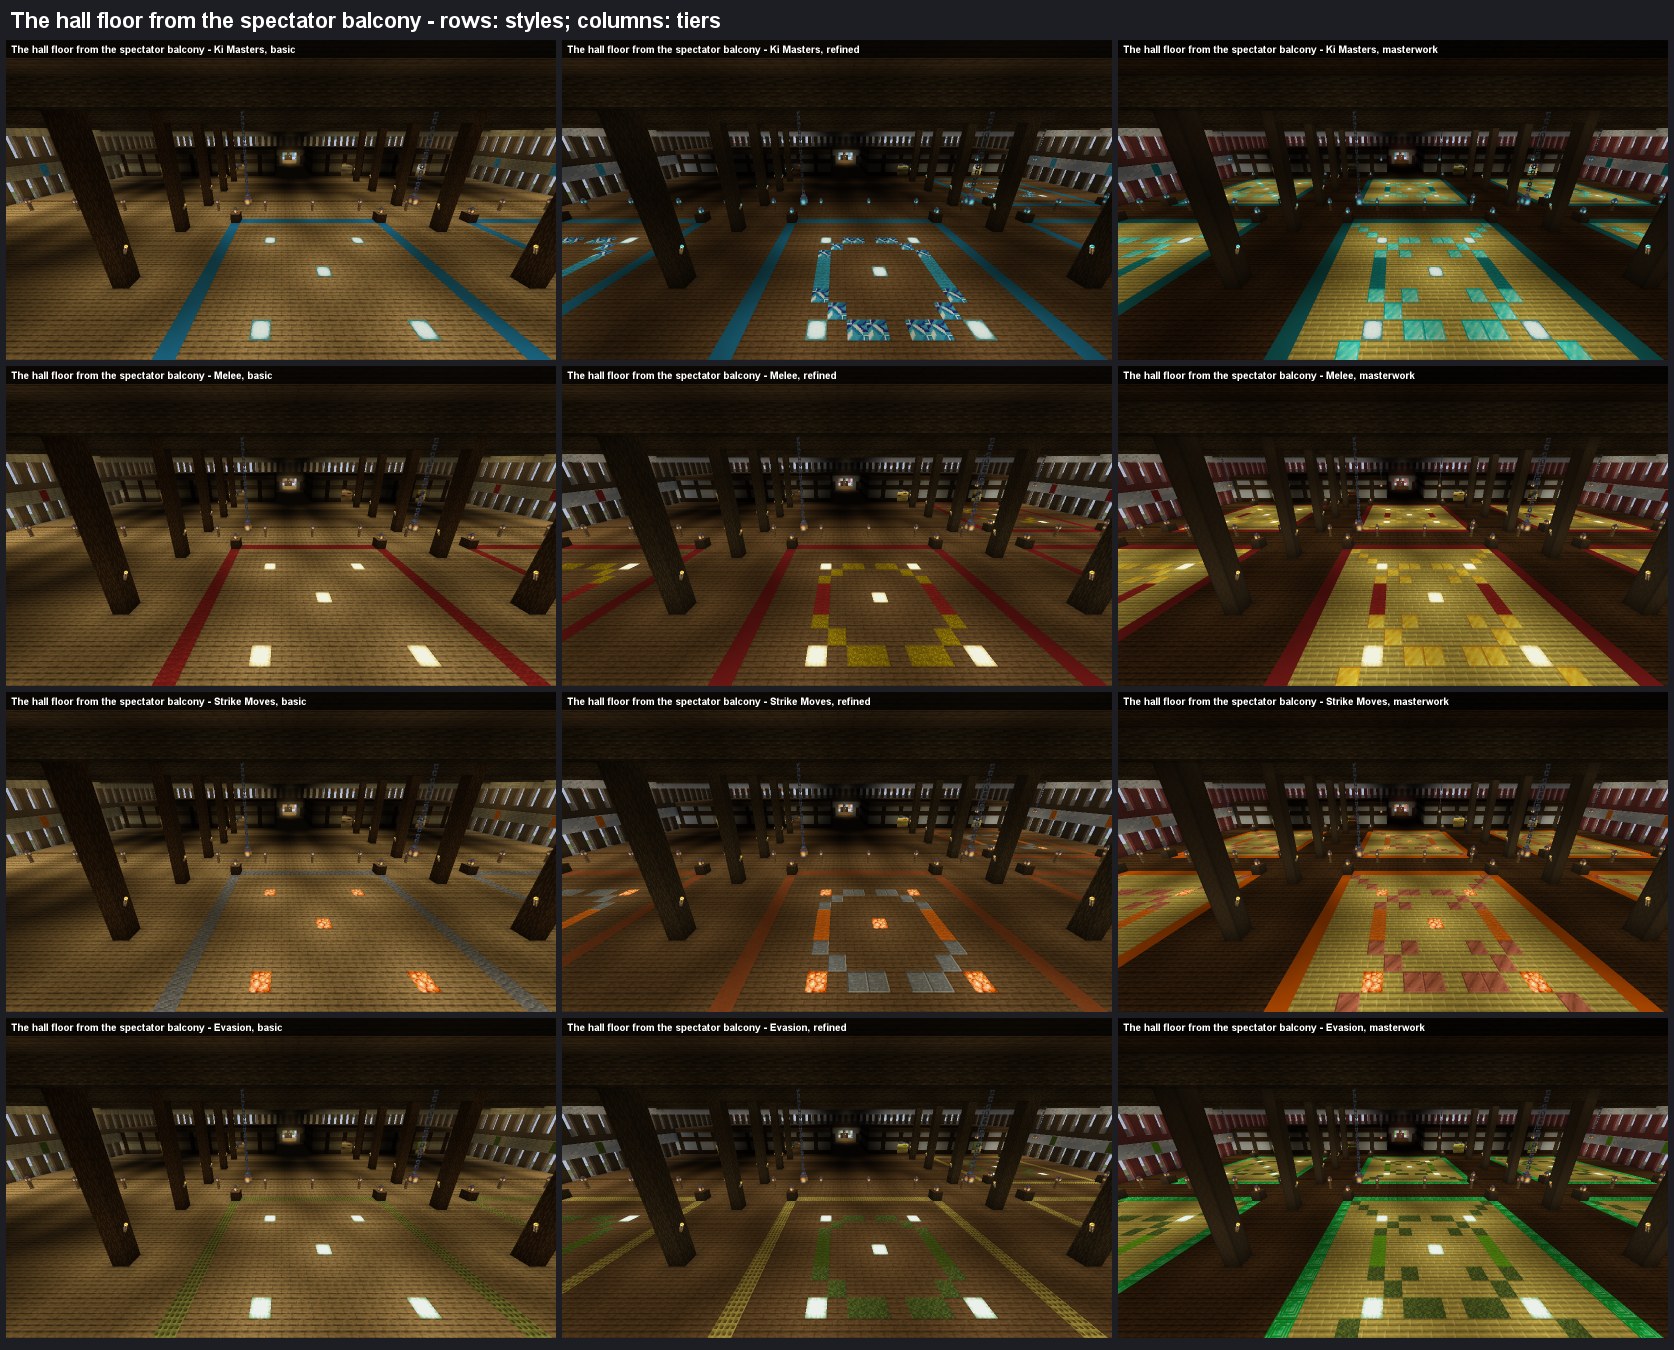 The hall floor from the spectator balcony - rows: styles; columns: tiers
The hall floor from the spectator balcony - Ki Masters, basic
The hall floor from the spectator balcony - Ki Masters, refined
The hall floor from the spectator balcony - Ki Masters, masterwork
The hall floor from the spectator balcony - Melee, basic
The hall floor from the spectator balcony - Melee, refined
The hall floor from the spectator balcony - Melee, masterwork
The hall floor from the spectator balcony - Strike Moves, basic
The hall floor from the spectator balcony - Strike Moves, refined
The hall floor from the spectator balcony - Strike Moves, masterwork
The hall floor from the spectator balcony - Evasion, basic
The hall floor from the spectator balcony - Evasion, refined
The hall floor from the spectator balcony - Evasion, masterwork